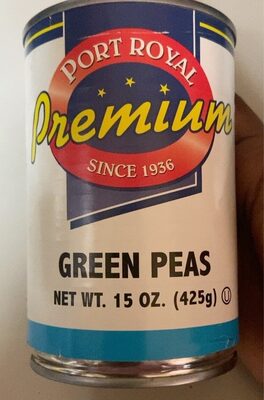 PORT ROYAL
Premium
SINCE 1936
GREEN PEAS
NET WT. 15 OZ. (425g) Ⓤ